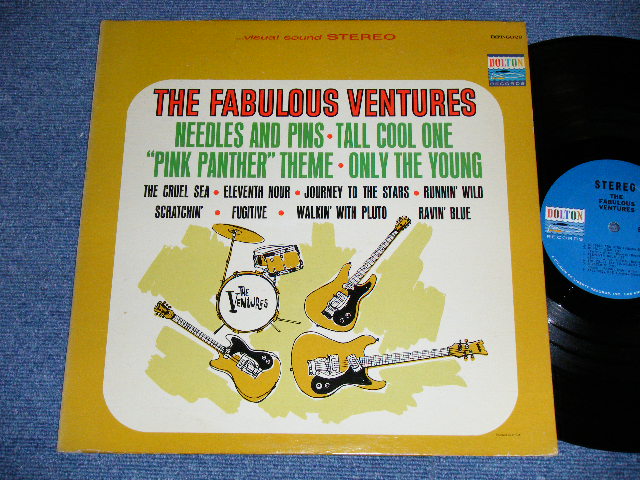 ...visual sound STEREO
DOLTON
RECORDS
THE FABULOUS VENTURES
NEEDLES AND PINS • TALL COOL ONE
"PINK PANTHER" THEME • ONLY THE YOUNG
THE CRUEL SEA • ELEVENTH HOUR • JOURNEY TO THE STARS • RUNNIN' WILD
SCRATCHIN' • FUGITIVE • WALKIN' WITH PLUTO RAVIN' BLUE
THE
VENTURES
STEREO
THE
FABULOUS
VENTURES
DOLTON
RECORDS